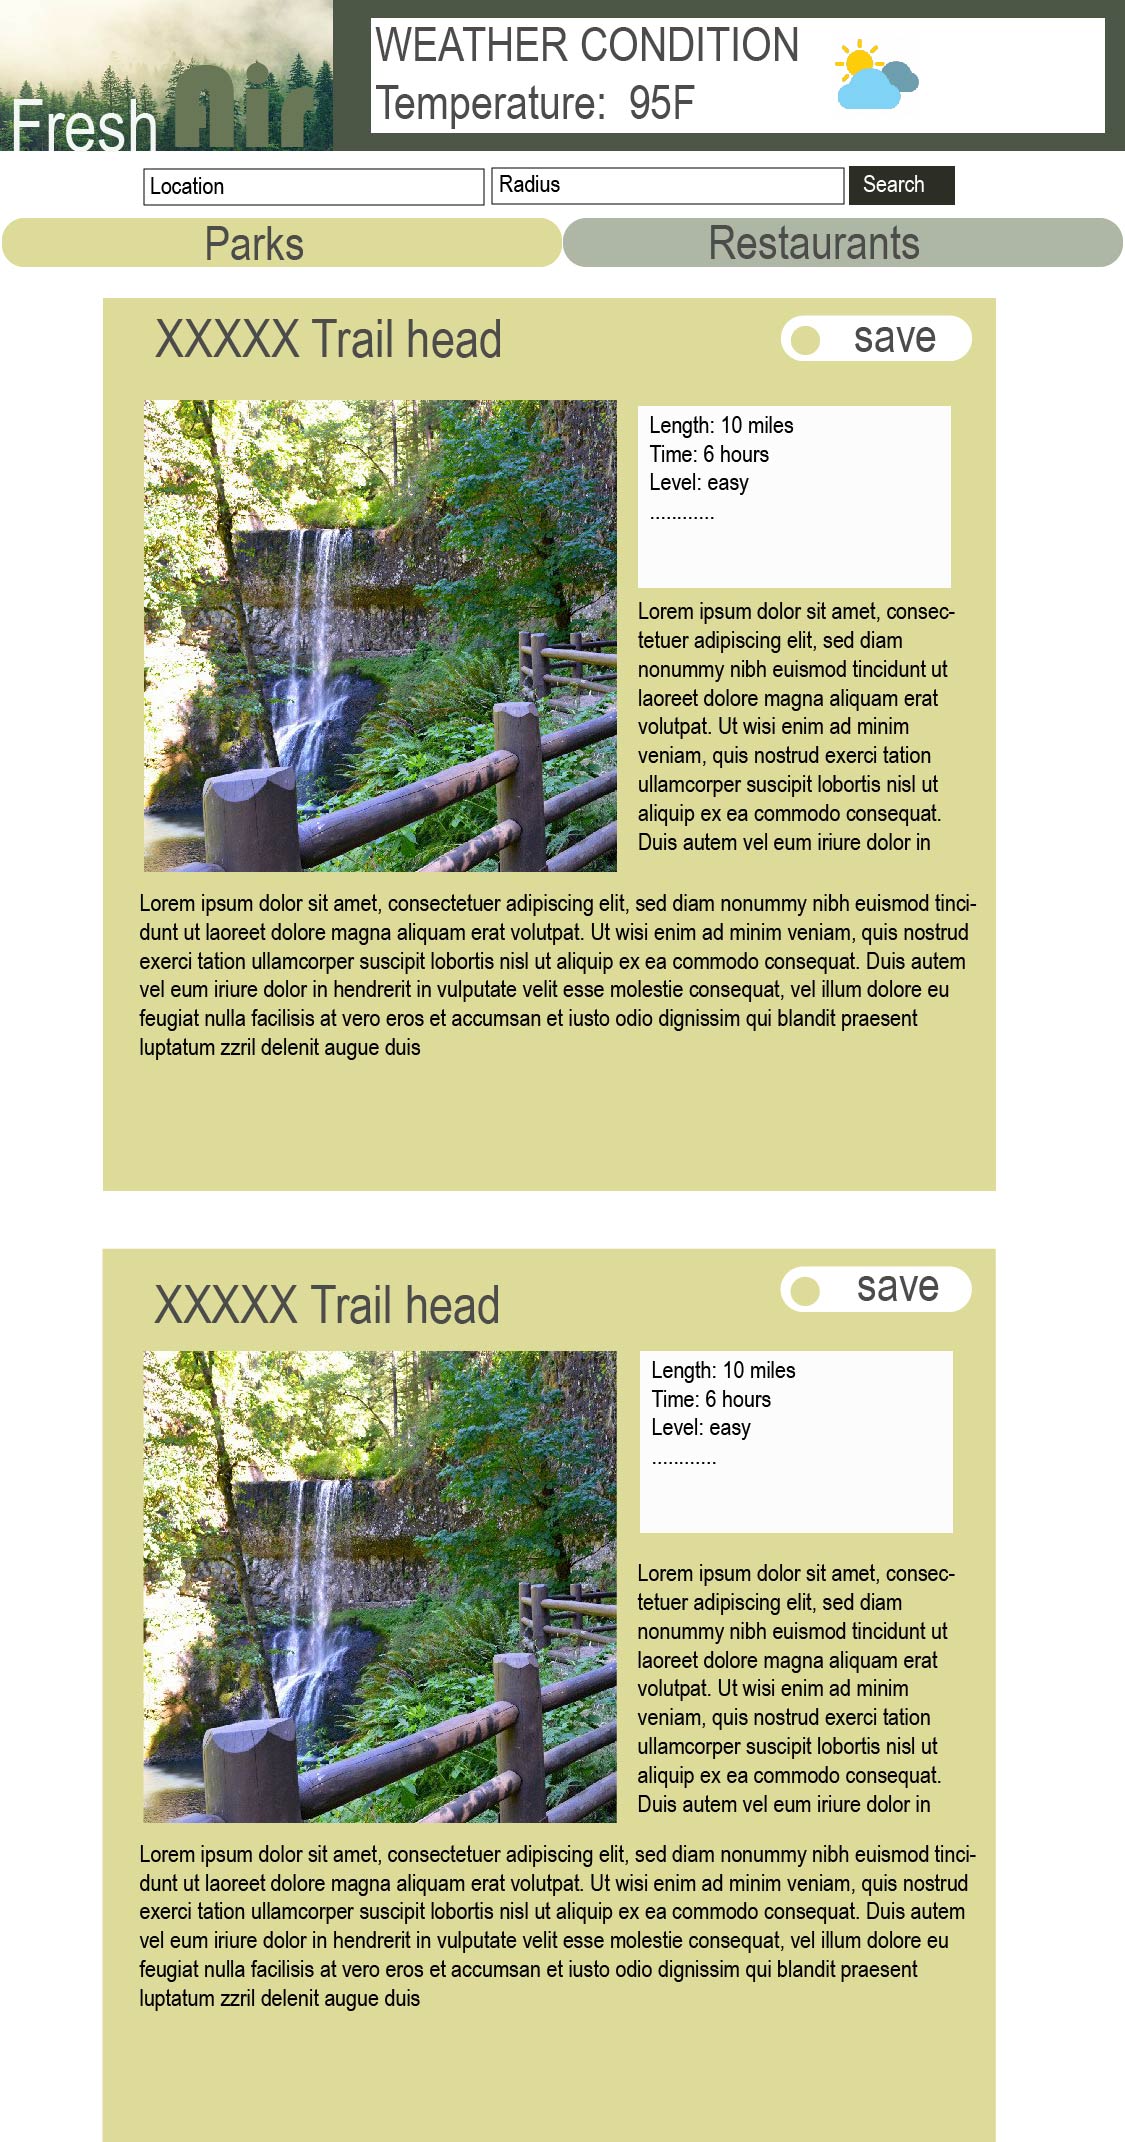 Fresh Air
WEATHER CONDITION
Temperature: 95F
Location
Radius
Search
Parks
Restaurants
XXXXX Trail head
save
Length: 10 miles
Time: 6 hours
Level: easy
............
Lorem ipsum dolor sit amet, consec-
tetuer adipiscing elit, sed diam
nonummy nibh euismod tincidunt ut
laoreet dolore magna aliquam erat
volutpat. Ut wisi enim ad minim
veniam, quis nostrud exerci tation
ullamcorper suscipit lobortis nisl ut
aliquip ex ea commodo consequat.
Duis autem vel eum iriure dolor in
Lorem ipsum dolor sit amet, consectetuer adipiscing elit, sed diam nonummy nibh euismod tinci-
dunt ut laoreet dolore magna aliquam erat volutpat. Ut wisi enim ad minim veniam, quis nostrud
exerci tation ullamcorper suscipit lobortis nisl ut aliquip ex ea commodo consequat. Duis autem
vel eum iriure dolor in hendrerit in vulputate velit esse molestie consequat, vel illum dolore eu
feugiat nulla facilisis at vero eros et accumsan et iusto odio dignissim qui blandit praesent
luptatum zzril delenit augue duis
XXXXX Trail head
save
Length: 10 miles
Time: 6 hours
Level: easy
............
Lorem ipsum dolor sit amet, consec-
tetuer adipiscing elit, sed diam
nonummy nibh euismod tincidunt ut
laoreet dolore magna aliquam erat
volutpat. Ut wisi enim ad minim
veniam, quis nostrud exerci tation
ullamcorper suscipit lobortis nisl ut
aliquip ex ea commodo consequat.
Duis autem vel eum iriure dolor in
Lorem ipsum dolor sit amet, consectetuer adipiscing elit, sed diam nonummy nibh euismod tinci-
dunt ut laoreet dolore magna aliquam erat volutpat. Ut wisi enim ad minim veniam, quis nostrud
exerci tation ullamcorper suscipit lobortis nisl ut aliquip ex ea commodo consequat. Duis autem
vel eum iriure dolor in hendrerit in vulputate velit esse molestie consequat, vel illum dolore eu
feugiat nulla facilisis at vero eros et accumsan et iusto odio dignissim qui blandit praesent
luptatum zzril delenit augue duis